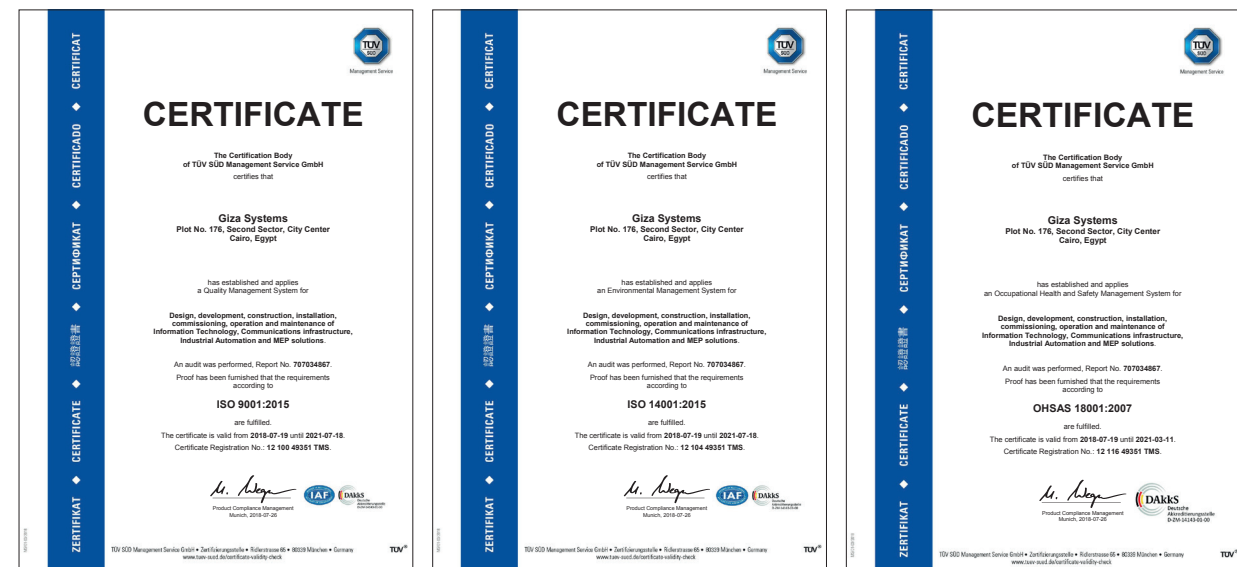 ZERTIFIKAT ◆ CERTIFICATE ◆ 認證證書 ◆ СЕРТИФИКАТ ◆ CERTIFICADO ◆ CERTIFICAT
TÜV
SÜD
Management Service
CERTIFICATE
The Certification Body
of TÜV SÜD Management Service GmbH
certifies that
Giza Systems
Plot No. 176, Second Sector, City Center
Cairo, Egypt
has established and applies
a Quality Management System for
Design, development, construction, installation,
commissioning, operation and maintenance of
Information Technology, Communications infrastructure,
Industrial Automation and MEP solutions.
An audit was performed, Report No. 707034867.
Proof has been furnished that the requirements
according to
ISO 9001:2015
are fulfilled.
The certificate is valid from 2018-07-19 until 2021-07-18.
Certificate Registration No.: 12 100 49351 TMS.
Product Compliance Management
Munich, 2018-07-26
IAF
DAkkS
Deutsche
Akkreditierungsstelle
TÜV SÜD Management Service GmbH • Zertifizierungsstelle • Ridlerstrasse 65 • 80339 München • Germany
www.tuev-sued.de/certificate-validity-check
TÜV®
ZERTIFIKAT ◆ CERTIFICATE ◆ 認證證書 ◆ СЕРТИФИКАТ ◆ CERTIFICADO ◆ CERTIFICAT
TÜV
SÜD
Management Service
CERTIFICATE
The Certification Body
of TÜV SÜD Management Service GmbH
certifies that
Giza Systems
Plot No. 176, Second Sector, City Center
Cairo, Egypt
has established and applies
an Environmental Management System for
Design, development, construction, installation,
commissioning, operation and maintenance of
Information Technology, Communications infrastructure,
Industrial Automation and MEP solutions.
An audit was performed, Report No. 707034867.
Proof has been furnished that the requirements
according to
ISO 14001:2015
are fulfilled.
The certificate is valid from 2018-07-19 until 2021-07-18.
Certificate Registration No.: 12 104 49351 TMS.
Product Compliance Management
Munich, 2018-07-26
IAF
DAkkS
Deutsche
Akkreditierungsstelle
TÜV SÜD Management Service GmbH • Zertifizierungsstelle • Ridlerstrasse 65 • 80339 München • Germany
www.tuev-sued.de/certificate-validity-check
TÜV®
ZERTIFIKAT ◆ CERTIFICATE ◆ 認證證書 ◆ СЕРТИФИКАТ ◆ CERTIFICADO ◆ CERTIFICAT
TÜV
SÜD
Management Service
CERTIFICATE
The Certification Body
of TÜV SÜD Management Service GmbH
certifies that
Giza Systems
Plot No. 176, Second Sector, City Center
Cairo, Egypt
has established and applies
an Occupational Health and Safety Management System for
Design, development, construction, installation,
commissioning, operation and maintenance of
Information Technology, Communications infrastructure,
Industrial Automation and MEP solutions.
An audit was performed, Report No. 707034867.
Proof has been furnished that the requirements
according to
OHSAS 18001:2007
are fulfilled.
The certificate is valid from 2018-07-19 until 2021-03-11.
Certificate Registration No.: 12 116 49351 TMS.
Product Compliance Management
Munich, 2018-07-26
DAkkS
Deutsche
Akkreditierungsstelle
D-ZM-14143-01-00
TÜV SÜD Management Service GmbH • Zertifizierungsstelle • Ridlerstrasse 65 • 80339 München • Germany
www.tuev-sued.de/certificate-validity-check
TÜV®